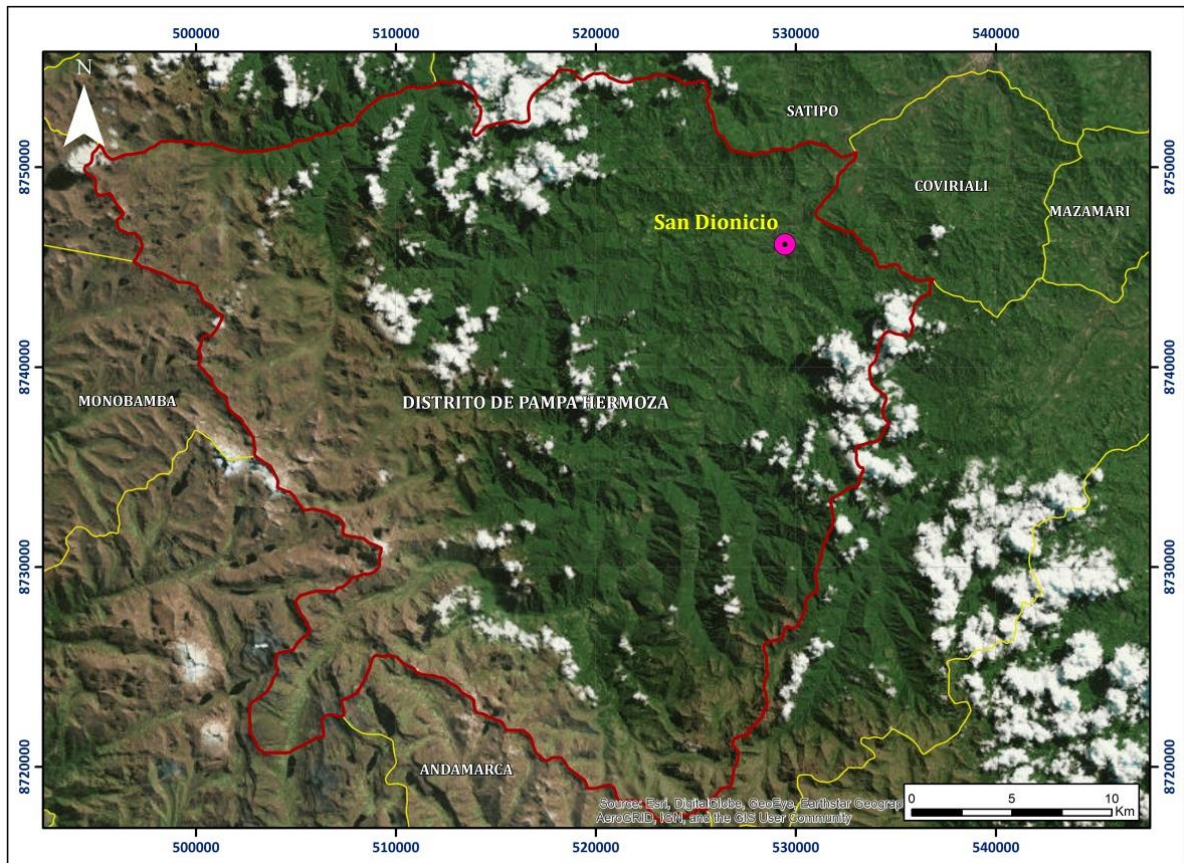 500000 510000 520000 530000 540000
N
SATIPO
8750000 8750000
COVIRIALI
MAZAMARI
San Dionicio
8740000 8740000
MONOBAMBA
DISTRITO DE PAMPA HERMOZA
8730000 8730000
8720000 8720000
ANDAMARCA
0 5 10
Km
Source: Esri, DigitalGlobe, GeoEye, Earthstar Geograp
AeroGRID, IGN, and the GIS User Community
500000 510000 520000 530000 540000